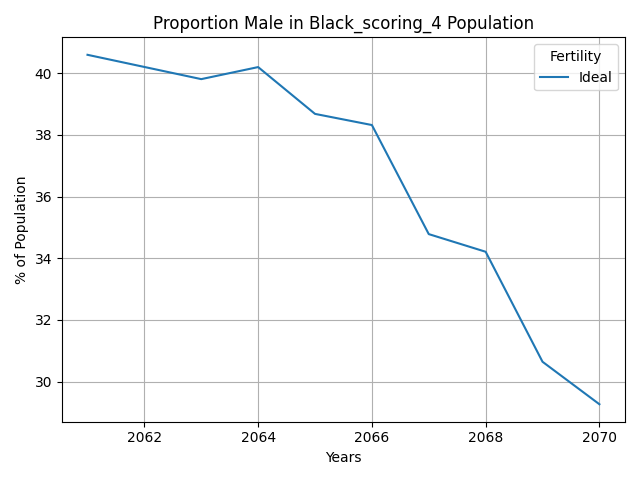 Proportion Male in Black_scoring_4 Population
Fertility
Ideal
40
38
36
34
32
30
% of Population
2062
2064
2066
2068
2070
Years